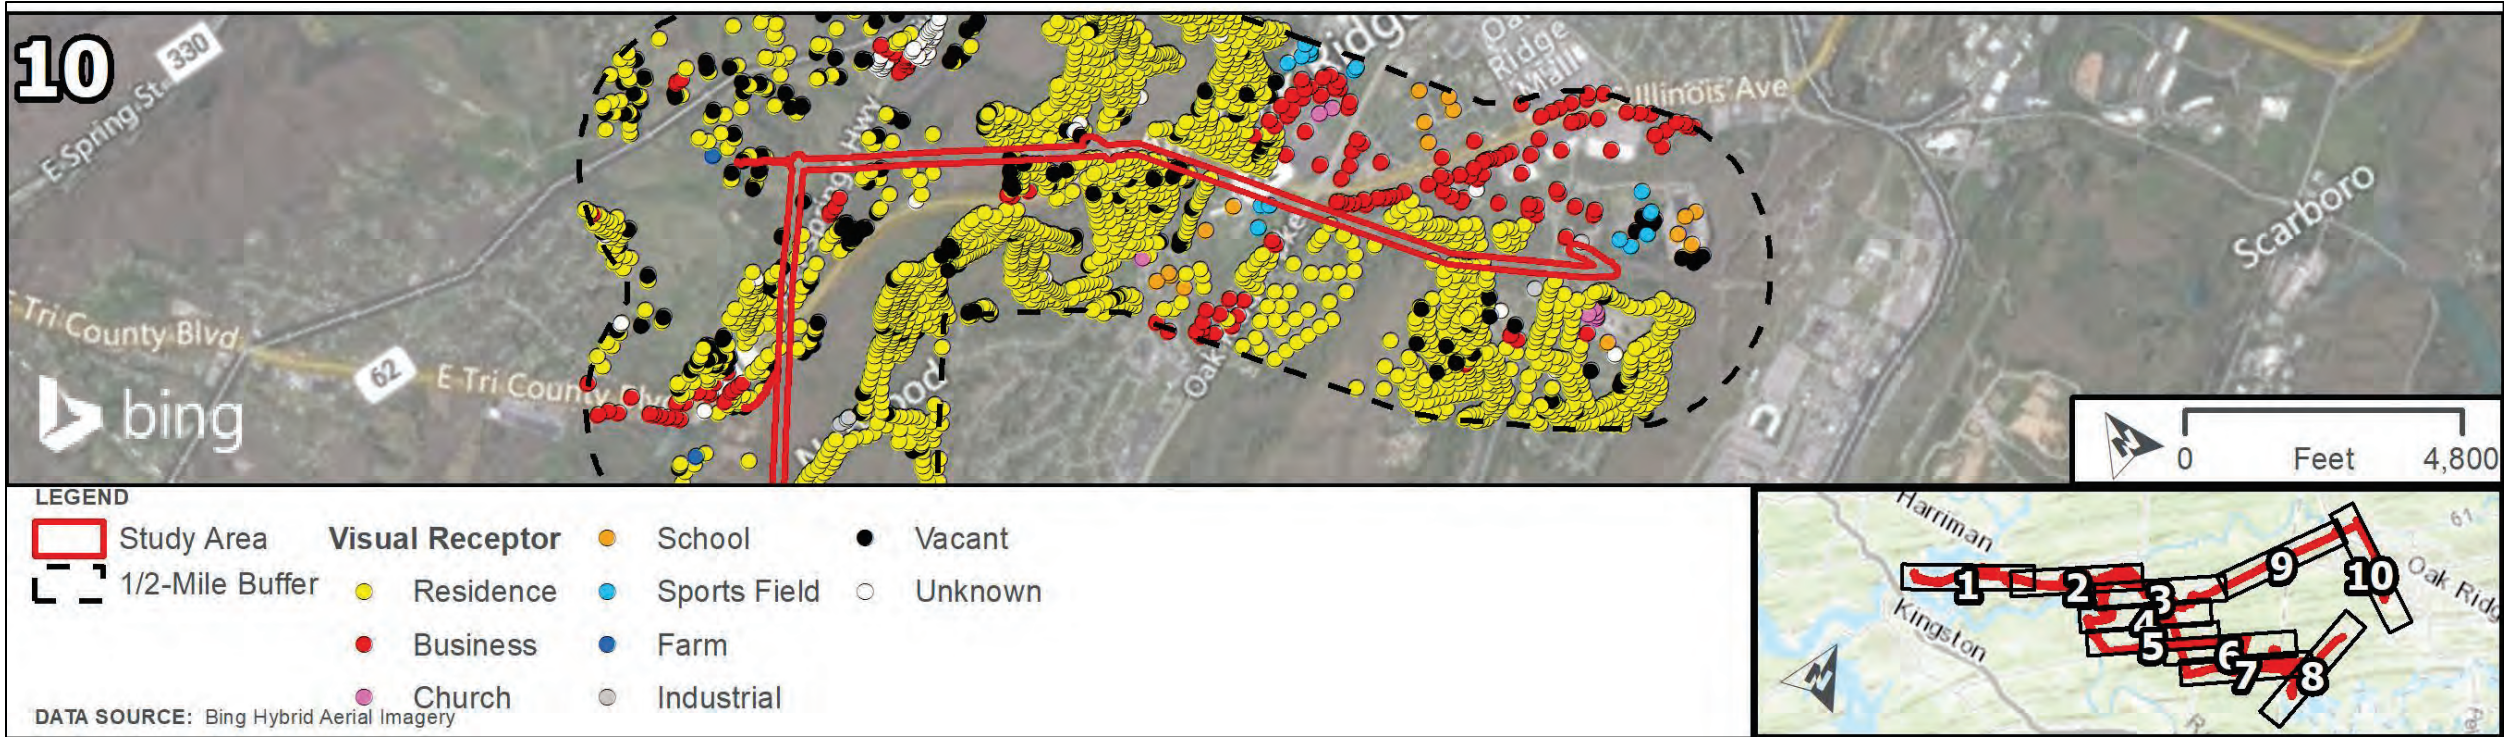 10
E Spring St
330
Ridge
Oak
Ridge
Mall
Illinois Ave
Scarboro
Tri County Blvd
62
E Tri County Blv
bing
N
0 Feet 4,800
LEGEND
Study Area
1/2-Mile Buffer
Visual Receptor
Residence
Business
Church
School
Sports Field
Farm
Industrial
Vacant
Unknown
DATA SOURCE: Bing Hybrid Aerial Imagery
Harriman
Kingston
61
Oak Ridg
1
2
3
4
5
6
7
8
9
10
N